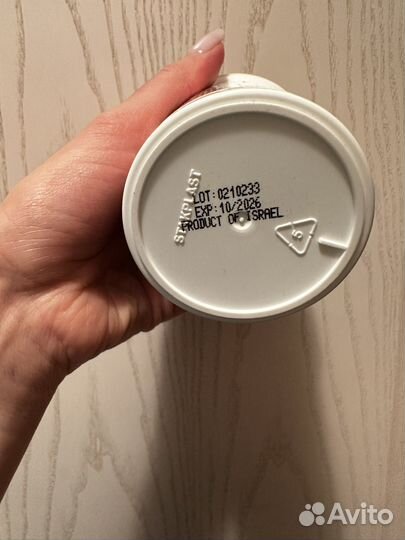 STARPLAST
LOT: 0210233
EXP: 10/2026
PRODUCT OF ISRAEL
5
Avito